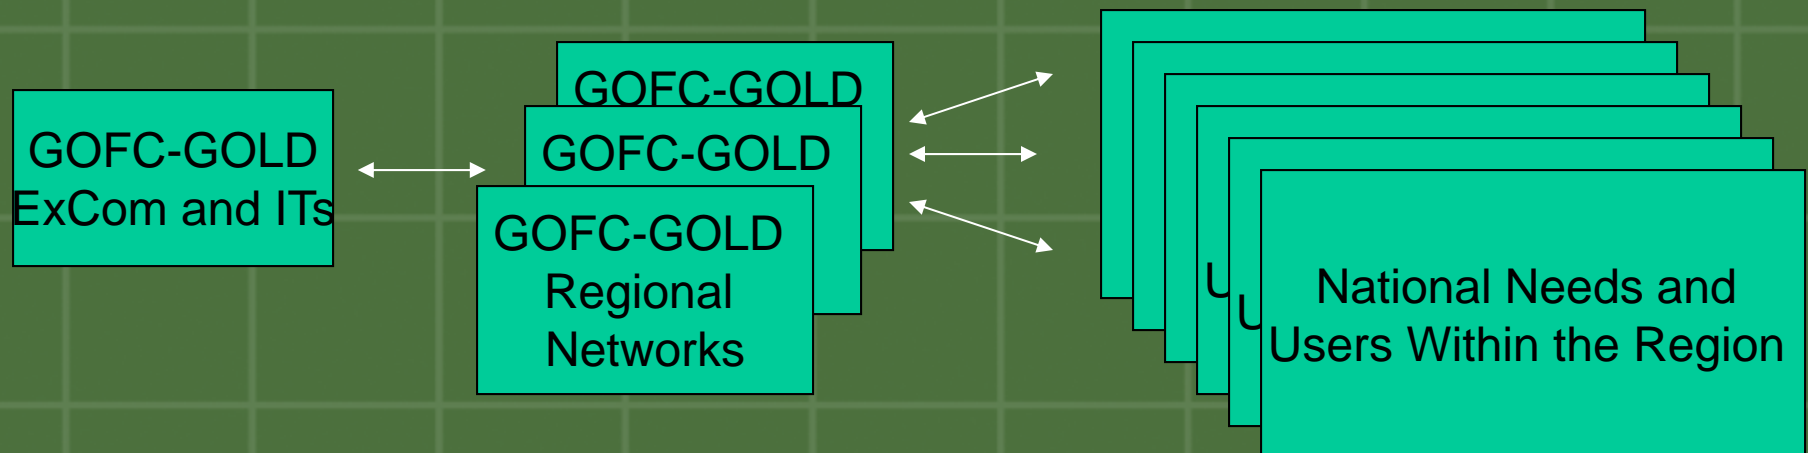 GOFC-GOLD
ExCom and ITs
GOFC-GOLD
GOFC-GOLD
GOFC-GOLD
Regional
Networks
U
U
National Needs and
Users Within the Region